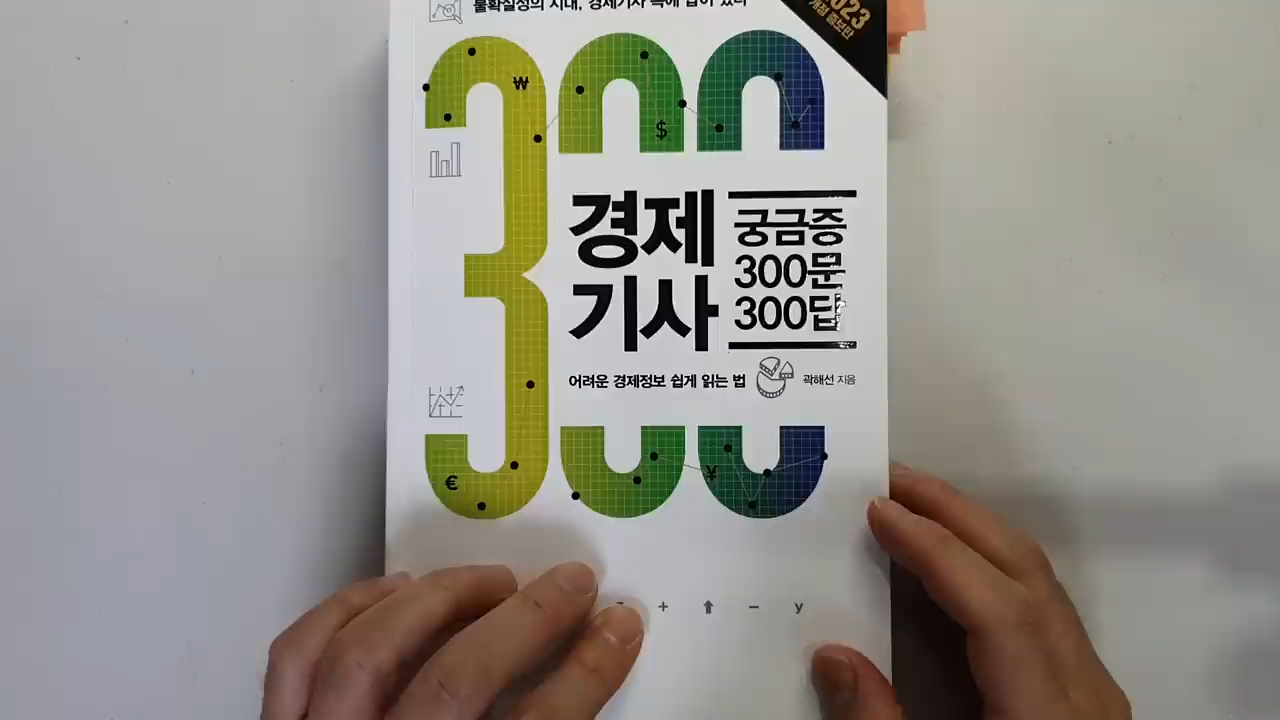 불확실성의 시대, 경제기사 속에 답이 있다
2023
개정 증보판
300
경제
기사
궁금증
300문
300답
어려운 경제정보 쉽게 읽는 법
곽해선 지음
₩
$
€
¥
+ − y